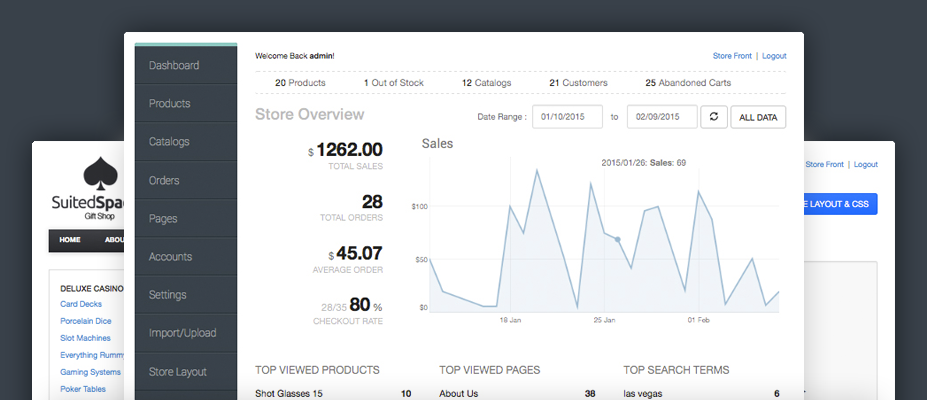 Welcome Back admin!
Store Front | Logout
20 Products 1 Out of Stock 12 Catalogs 21 Customers 25 Abandoned Carts
Store Overview
Date Range : 01/10/2015 to 02/09/2015 ALL DATA
Dashboard
Products
Catalogs
Orders
Pages
Accounts
Settings
Import/Upload
Store Layout
$ 1262.00
TOTAL SALES
28
TOTAL ORDERS
$ 45.07
AVERAGE ORDER
28/35 80 %
CHECKOUT RATE
Sales
2015/01/26: Sales: 69
$100
$50
$0
18 Jan 25 Jan 01 Feb
TOP VIEWED PRODUCTS
Shot Glasses 15 10
TOP VIEWED PAGES
About Us 38
TOP SEARCH TERMS
las vegas 6
Gift Shop
HOME
DELUXE CASINO
Card Decks
Porcelain Dice
Slot Machines
Everything Rummy
Gaming Systems
Poker Tables
Store Front | Logout
LAYOUT & CSS